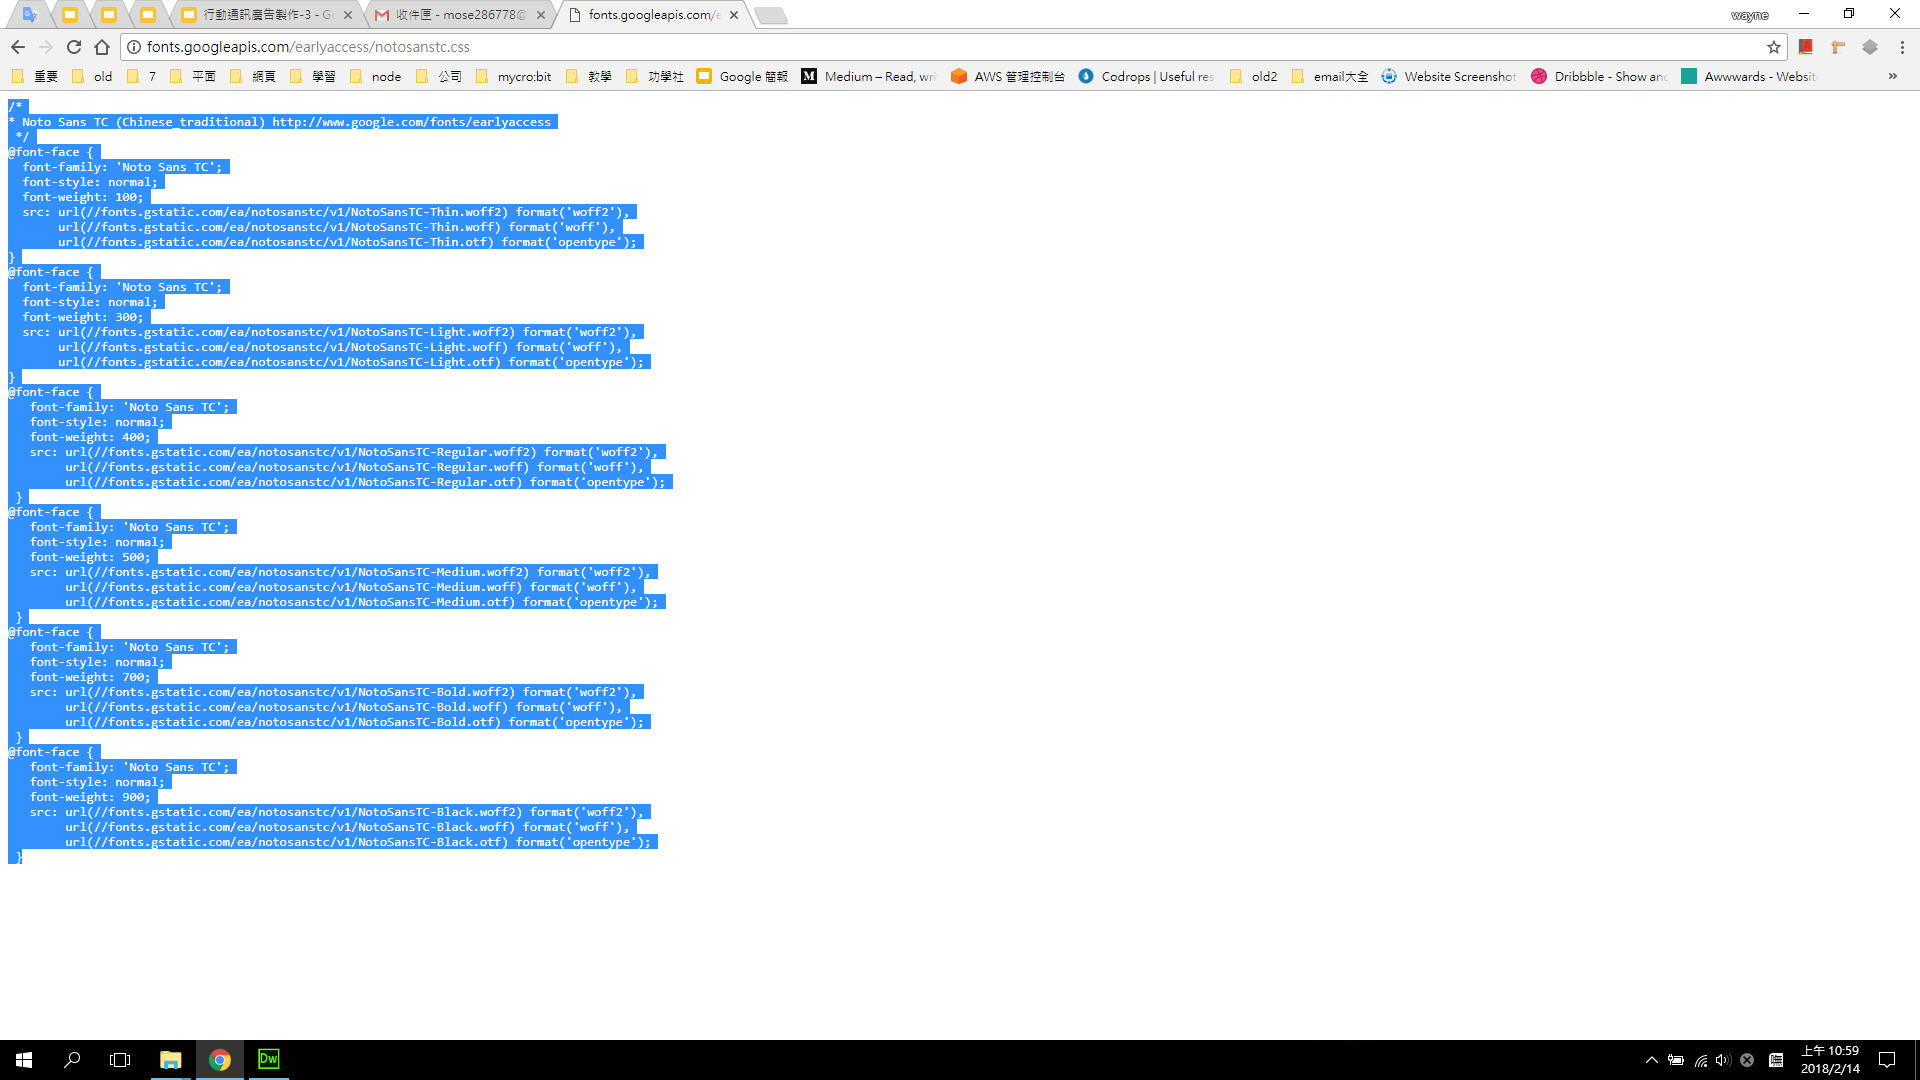 行動通訊廣告製作-3 - G
收件匣 - mose286778@
fonts.googleapis.com/e
wayne
fonts.googleapis.com/earlyaccess/notosanstc.css
重要 old 7 平面 網頁 學習 node 公司 mycro:bit 教學 功學社 Google 簡報 Medium – Read, wri AWS 管理控制台 Codrops | Useful res old2 email大全 Website Screenshot Dribbble - Show and Awwwards - Websit »
/*
* Noto Sans TC (Chinese_traditional) http://www.google.com/fonts/earlyaccess
*/
@font-face {
font-family: 'Noto Sans TC';
font-style: normal;
font-weight: 100;
src: url(//fonts.gstatic.com/ea/notosanstc/v1/NotoSansTC-Thin.woff2) format('woff2'),
url(//fonts.gstatic.com/ea/notosanstc/v1/NotoSansTC-Thin.woff) format('woff'),
url(//fonts.gstatic.com/ea/notosanstc/v1/NotoSansTC-Thin.otf) format('opentype');
}
@font-face {
font-family: 'Noto Sans TC';
font-style: normal;
font-weight: 300;
src: url(//fonts.gstatic.com/ea/notosanstc/v1/NotoSansTC-Light.woff2) format('woff2'),
url(//fonts.gstatic.com/ea/notosanstc/v1/NotoSansTC-Light.woff) format('woff'),
url(//fonts.gstatic.com/ea/notosanstc/v1/NotoSansTC-Light.otf) format('opentype');
}
@font-face {
font-family: 'Noto Sans TC';
font-style: normal;
font-weight: 400;
src: url(//fonts.gstatic.com/ea/notosanstc/v1/NotoSansTC-Regular.woff2) format('woff2'),
url(//fonts.gstatic.com/ea/notosanstc/v1/NotoSansTC-Regular.woff) format('woff'),
url(//fonts.gstatic.com/ea/notosanstc/v1/NotoSansTC-Regular.otf) format('opentype');
}
@font-face {
font-family: 'Noto Sans TC';
font-style: normal;
font-weight: 500;
src: url(//fonts.gstatic.com/ea/notosanstc/v1/NotoSansTC-Medium.woff2) format('woff2'),
url(//fonts.gstatic.com/ea/notosanstc/v1/NotoSansTC-Medium.woff) format('woff'),
url(//fonts.gstatic.com/ea/notosanstc/v1/NotoSansTC-Medium.otf) format('opentype');
}
@font-face {
font-family: 'Noto Sans TC';
font-style: normal;
font-weight: 700;
src: url(//fonts.gstatic.com/ea/notosanstc/v1/NotoSansTC-Bold.woff2) format('woff2'),
url(//fonts.gstatic.com/ea/notosanstc/v1/NotoSansTC-Bold.woff) format('woff'),
url(//fonts.gstatic.com/ea/notosanstc/v1/NotoSansTC-Bold.otf) format('opentype');
}
@font-face {
font-family: 'Noto Sans TC';
font-style: normal;
font-weight: 900;
src: url(//fonts.gstatic.com/ea/notosanstc/v1/NotoSansTC-Black.woff2) format('woff2'),
url(//fonts.gstatic.com/ea/notosanstc/v1/NotoSansTC-Black.woff) format('woff'),
url(//fonts.gstatic.com/ea/notosanstc/v1/NotoSansTC-Black.otf) format('opentype');
}
Dw
上午 10:59
2018/2/14